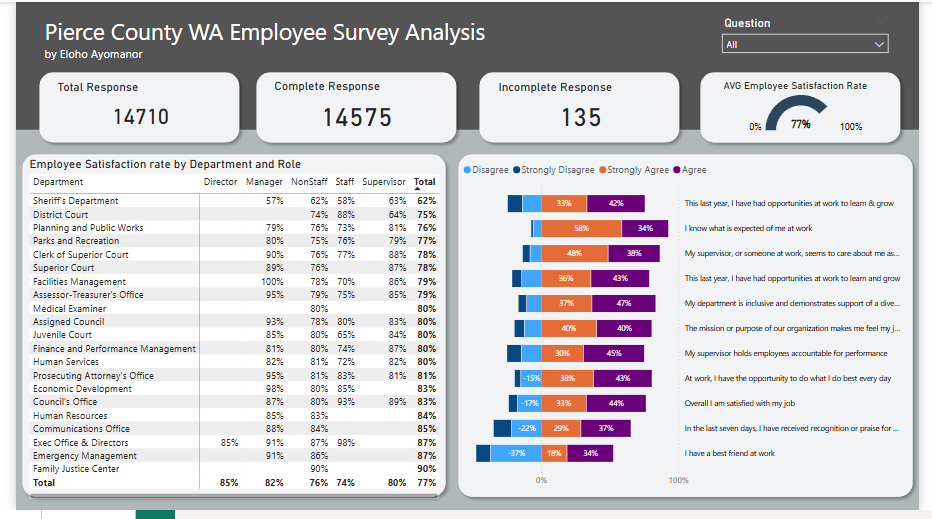 Pierce County WA Employee Survey Analysis
by Eloho Ayomanor
Question
All
Total Response
14710
Complete Response
14575
Incomplete Response
135
AVG Employee Satisfaction Rate
0% 77% 100%
Employee Satisfaction rate by Department and Role
Department Director Manager NonStaff Staff Supervisor Total
Sheriff's Department 57% 62% 58% 63% 62%
District Court 74% 88% 64% 75%
Planning and Public Works 79% 76% 73% 81% 76%
Parks and Recreation 80% 75% 76% 79% 77%
Clerk of Superior Court 90% 76% 77% 88% 78%
Superior Court 89% 76% 87% 78%
Facilities Management 100% 78% 70% 86% 79%
Assessor-Treasurer's Office 95% 79% 75% 85% 79%
Medical Examiner 80% 80%
Assigned Council 93% 78% 80% 83% 80%
Juvenile Court 85% 80% 65% 84% 80%
Finance and Performance Management 81% 80% 74% 87% 80%
Human Services 82% 81% 72% 82% 80%
Prosecuting Attorney's Office 95% 81% 83% 81% 81%
Economic Development 98% 80% 85% 83%
Council's Office 87% 80% 93% 89% 83%
Human Resources 85% 83% 84%
Communications Office 88% 84% 85%
Exec Office & Directors 85% 91% 87% 98% 87%
Emergency Management 91% 86% 87%
Family Justice Center 90% 90%
Total 85% 82% 76% 74% 80% 77%
Disagree Strongly Disagree Strongly Agree Agree
33% 42% This last year, I have had opportunities at work to learn & grow
58% 34% I know what is expected of me at work
48% 38% My supervisor, or someone at work, seems to care about me as...
36% 43% This last year, I have had opportunities at work to learn and grow
37% 47% My department is inclusive and demonstrates support of a dive...
40% 40% The mission or purpose of our organization makes me feel my j...
30% 45% My supervisor holds employees accountable for performance
-15% 38% 43% At work, I have the opportunity to do what I do best every day
-17% 33% 44% Overall I am satisfied with my job
-22% 29% 37% In the last seven days, I have received recognition or praise for ...
-37% 18% 34% I have a best friend at work
0% 100%